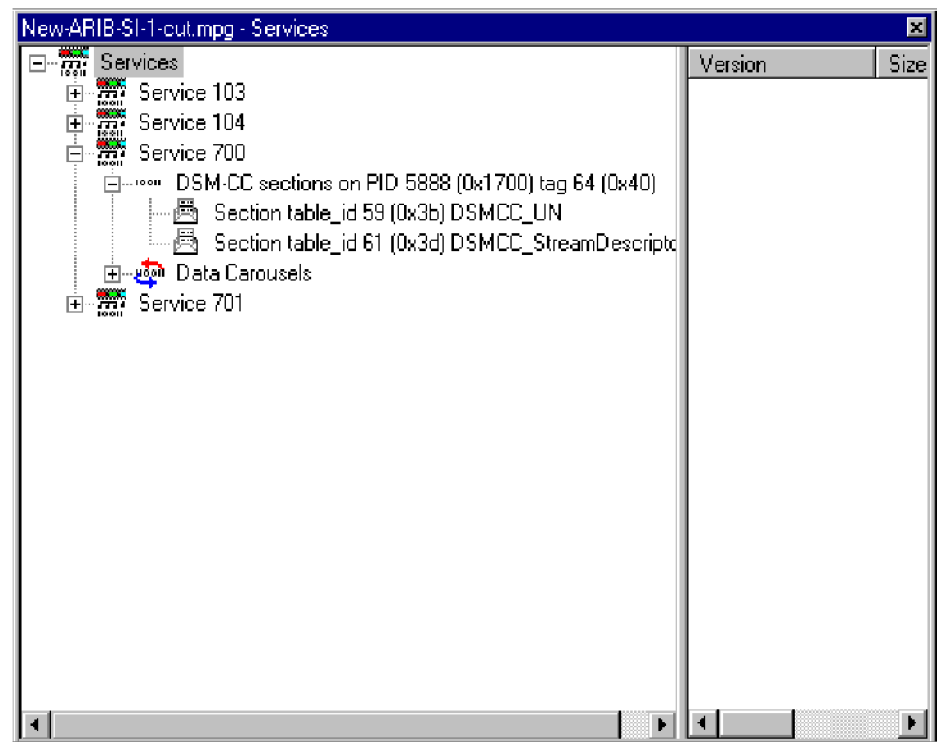 New-ARIB-SI-1-cut.mpg - Services
Version Size
Services
Service 103
Service 104
Service 700
DSM-CC sections on PID 5888 (0x1700) tag 64 (0x40)
Section table_id 59 (0x3b) DSMCC_UN
Section table_id 61 (0x3d) DSMCC_StreamDescriptc
Data Carousels
Service 701